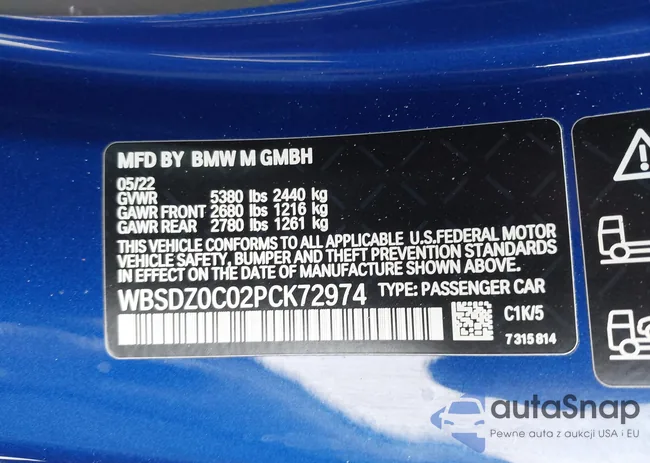 MFD BY BMW M GMBH
05/22
GVWR 5380 lbs 2440 kg
GAWR FRONT 2680 lbs 1216 kg
GAWR REAR 2780 lbs 1261 kg
THIS VEHICLE CONFORMS TO ALL APPLICABLE U.S.FEDERAL MOTOR
VEHICLE SAFETY, BUMPER AND THEFT PREVENTION STANDARDS
IN EFFECT ON THE DATE OF MANUFACTURE SHOWN ABOVE.
WBSDZ0C02PCK72974 TYPE: PASSENGER CAR
C1K/5
7 315 814
autaSnap
Pewne auta z aukcji USA i EU